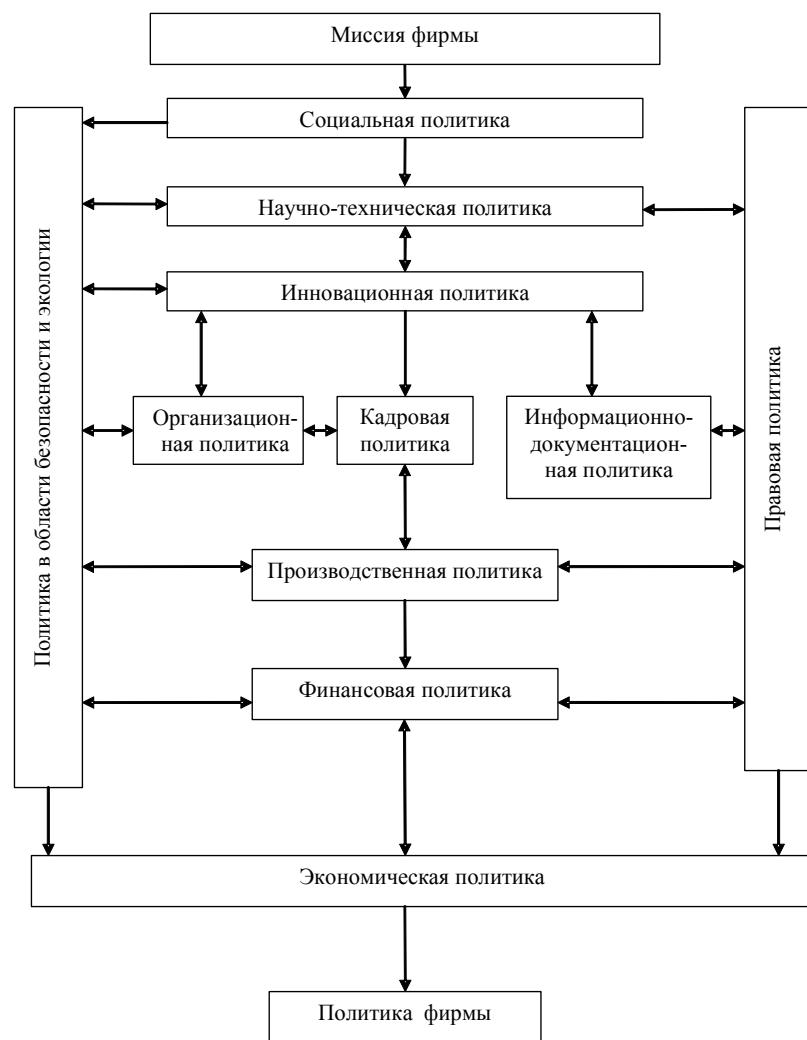 Миссия фирмы
Социальная политика
Научно-техническая политика
Инновационная политика
Политика в области безопасности и экологии
Правовая политика
Организацион-
ная политика
Кадровая
политика
Информационно-
документацион-
ная политика
Производственная политика
Финансовая политика
Экономическая политика
Политика фирмы